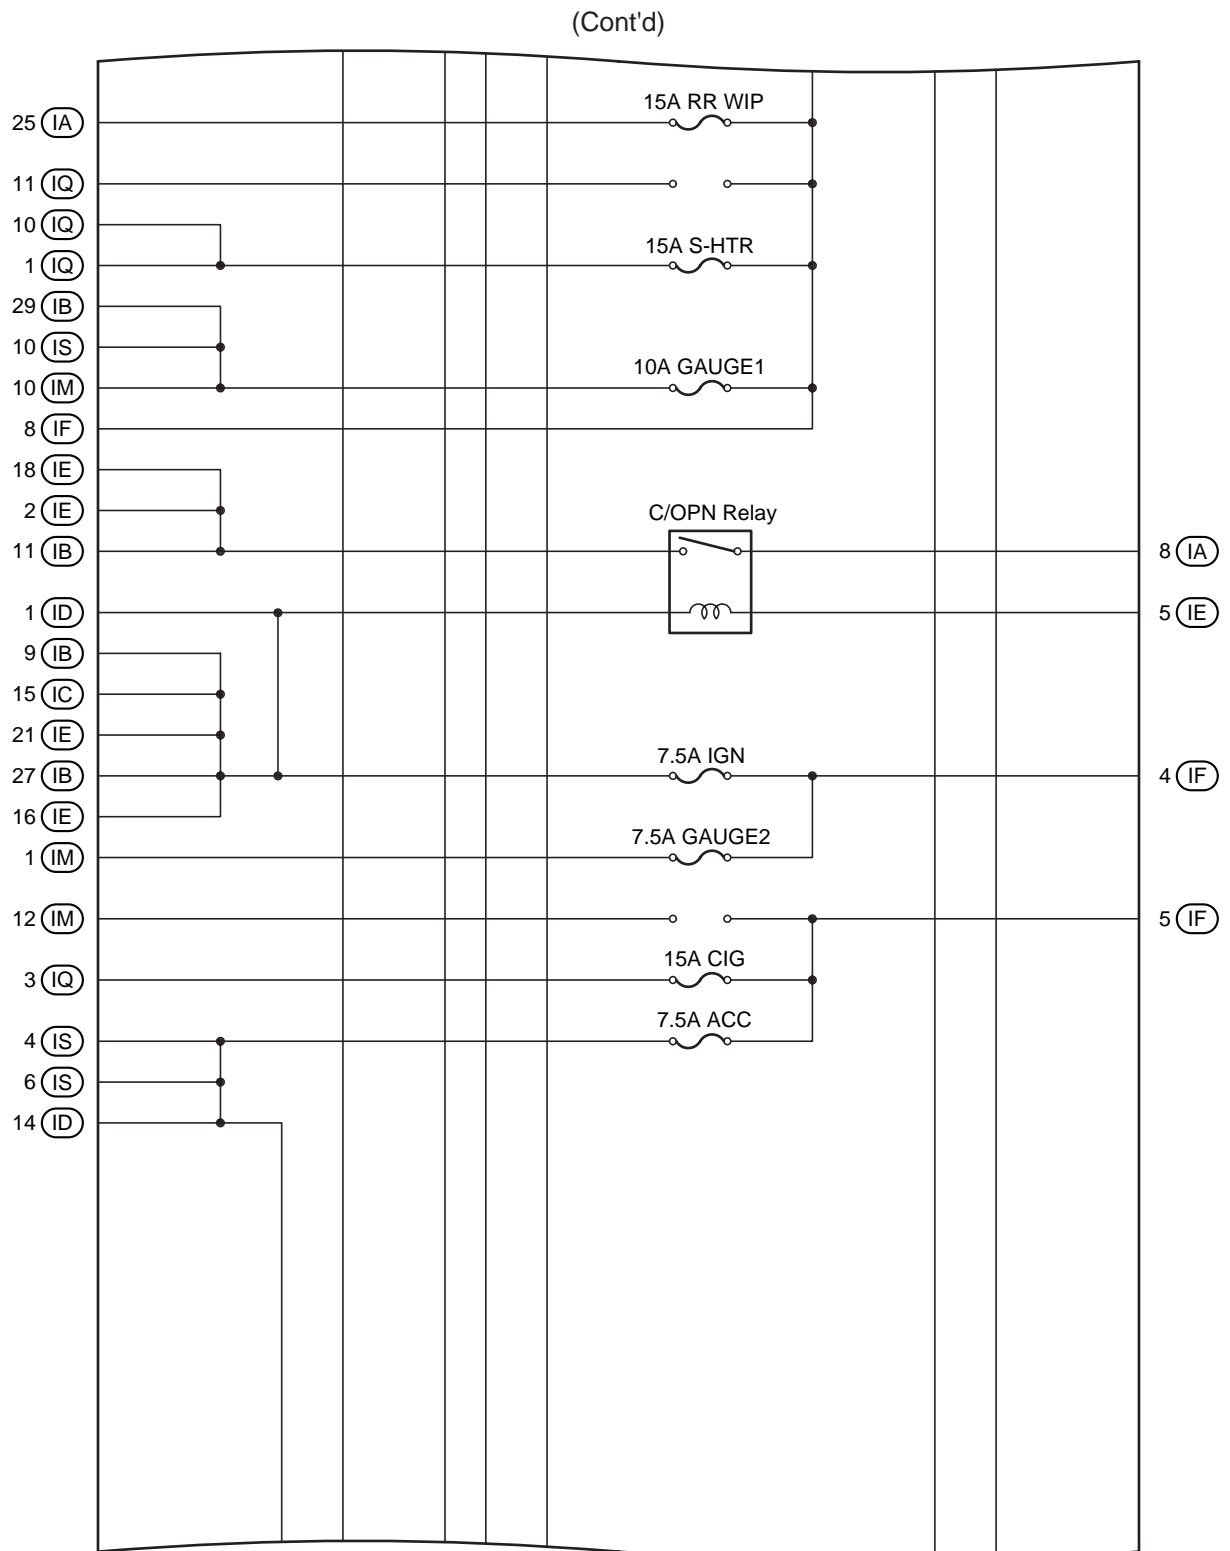 (Cont'd)
15A RR WIP
25 IA
11 IQ
10 IQ
15A S-HTR
1 IQ
29 IB
10 IS
10A GAUGE1
10 IM
8 IF
18 IE
2 IE
C/OPN Relay
11 IB
8 IA
1 ID
5 IE
9 IB
15 IC
21 IE
7.5A IGN
27 IB
4 IF
16 IE
7.5A GAUGE2
1 IM
12 IM
5 IF
15A CIG
3 IQ
7.5A ACC
4 IS
6 IS
14 ID